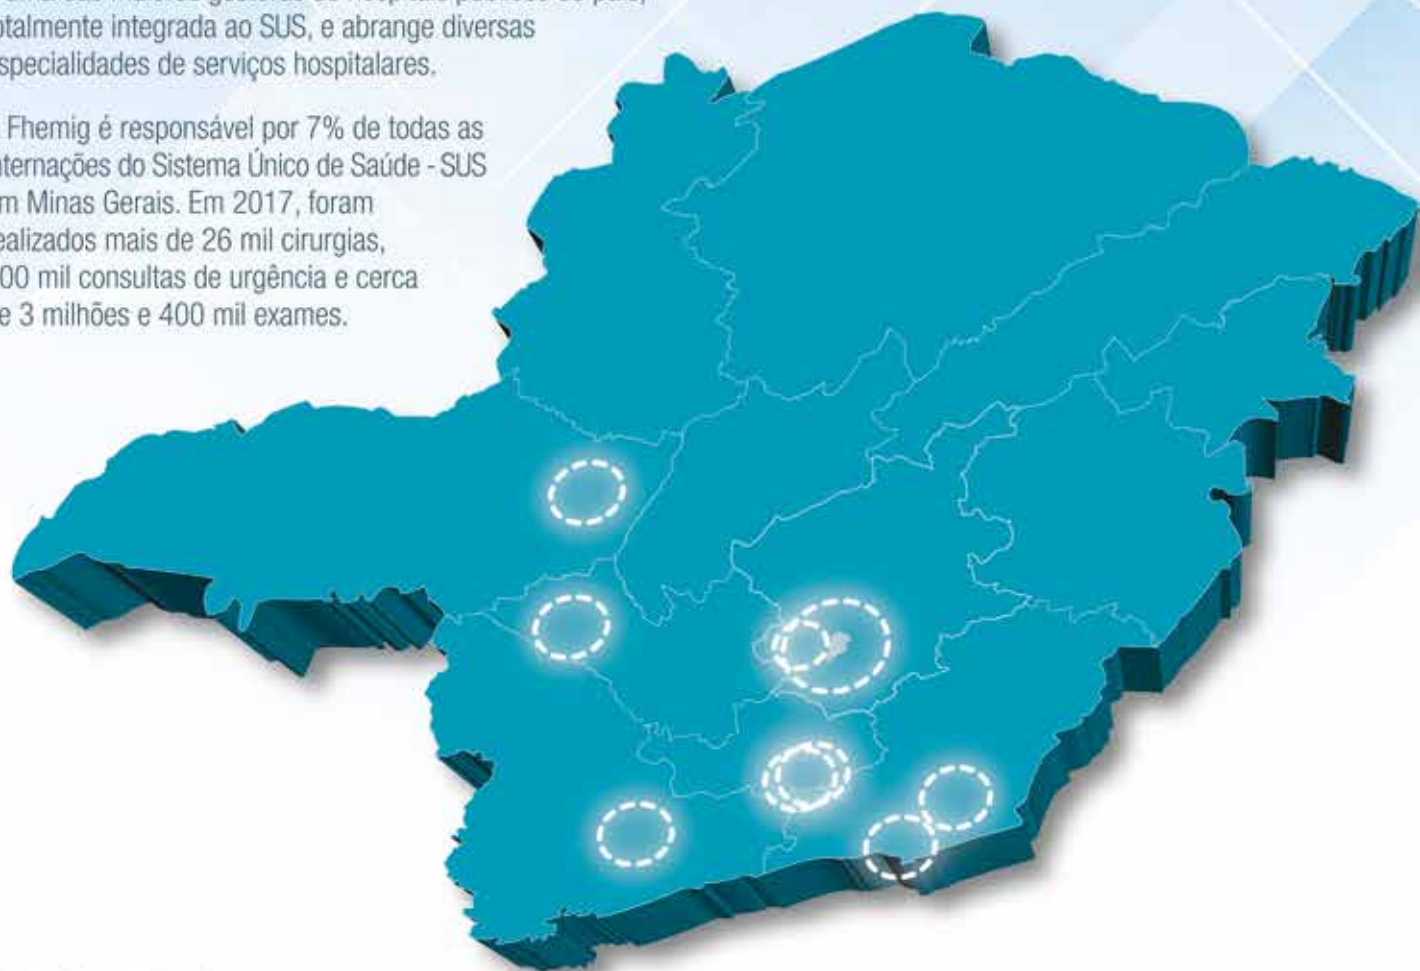 totalmente integrada ao SUS, e abrange diversas
especialidades de serviços hospitalares.
Fhemig é responsável por 7% de todas as
nternações do Sistema Único de Saúde - SUS
m Minas Gerais. Em 2017, foram
ealizados mais de 26 mil cirurgias,
00 mil consultas de urgência e cerca
e 3 milhões e 400 mil exames.